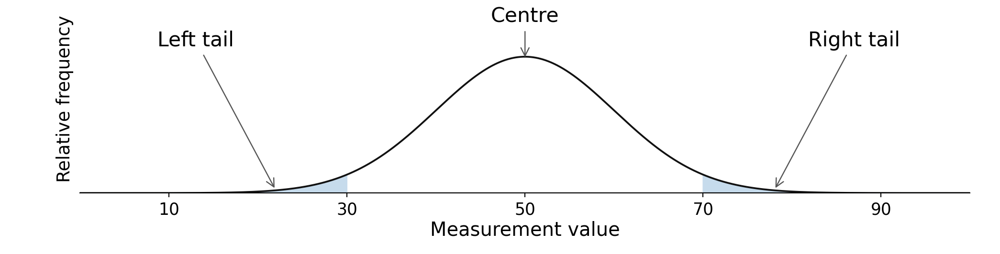 Centre
Left tail
Right tail
Relative frequency
10 30 50 70 90
Measurement value